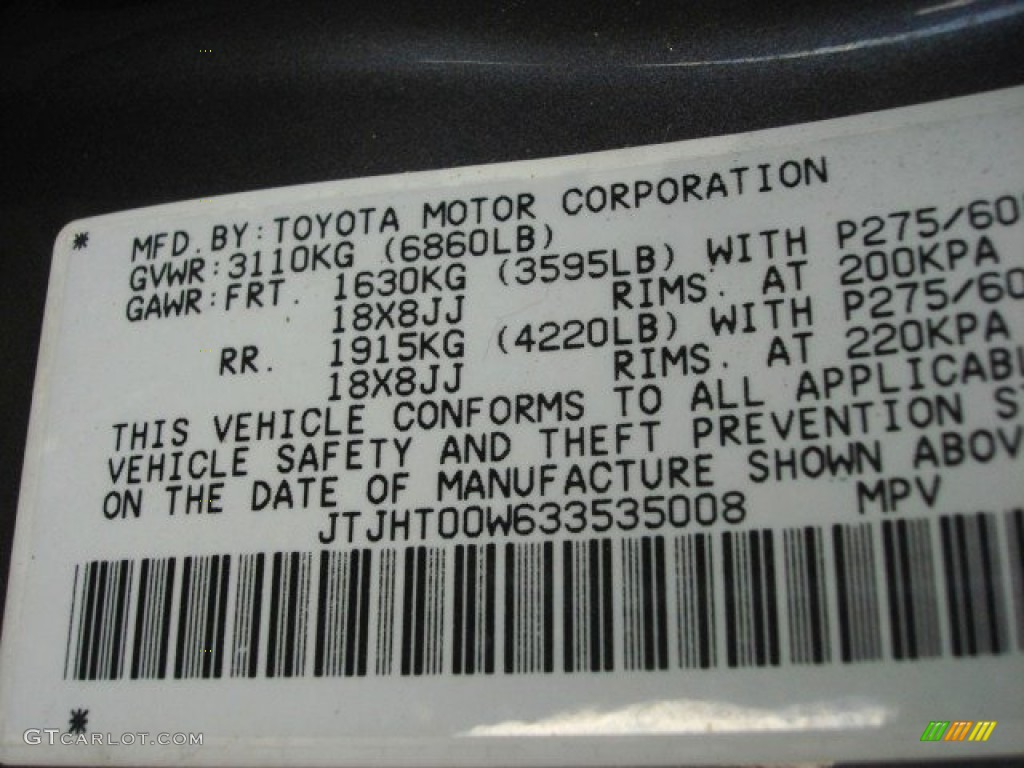 * MFD. BY: TOYOTA MOTOR CORPORATION
GVWR: 3110KG (6860LB)
GAWR: FRT. 1630KG (3595LB) WITH P275/60
18X8JJ RIMS. AT 200KPA
RR. 1915KG (4220LB) WITH P275/60
18X8JJ RIMS. AT 220KPA
THIS VEHICLE CONFORMS TO ALL APPLICABL
VEHICLE SAFETY AND THEFT PREVENTION S
ON THE DATE OF MANUFACTURE SHOWN ABOV
JTJHT00W633535008 MPV
*
GTCARLOT.COM